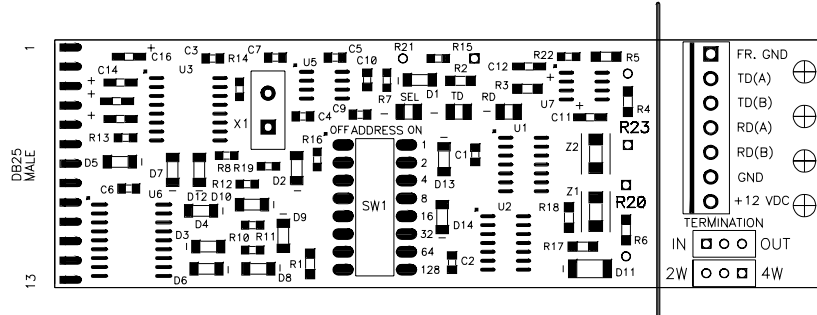 1
DB25
MALE
13
C16
C14
R13
D5
C6
U3
C3
R14
C7
X1
U5
C5
C10
R7
R21
R15
D1
R2
C12
R3
R22
R5
U7
C11
R4
R23
C4
C9
SEL
TD
RD
R16
OFF ADDRESS ON
1
2
4
8
16
32
64
128
SW1
U1
C1
D13
Z2
D7
D12
D10
R8
R19
R12
D2
U6
D4
D9
D3
R10
R11
D6
D8
R1
D14
C2
U2
Z1
R18
R20
R17
R6
D11
FR. GND
TD(A)
TD(B)
RD(A)
RD(B)
GND
+12 VDC
TERMINATION
IN OUT
2W 4W